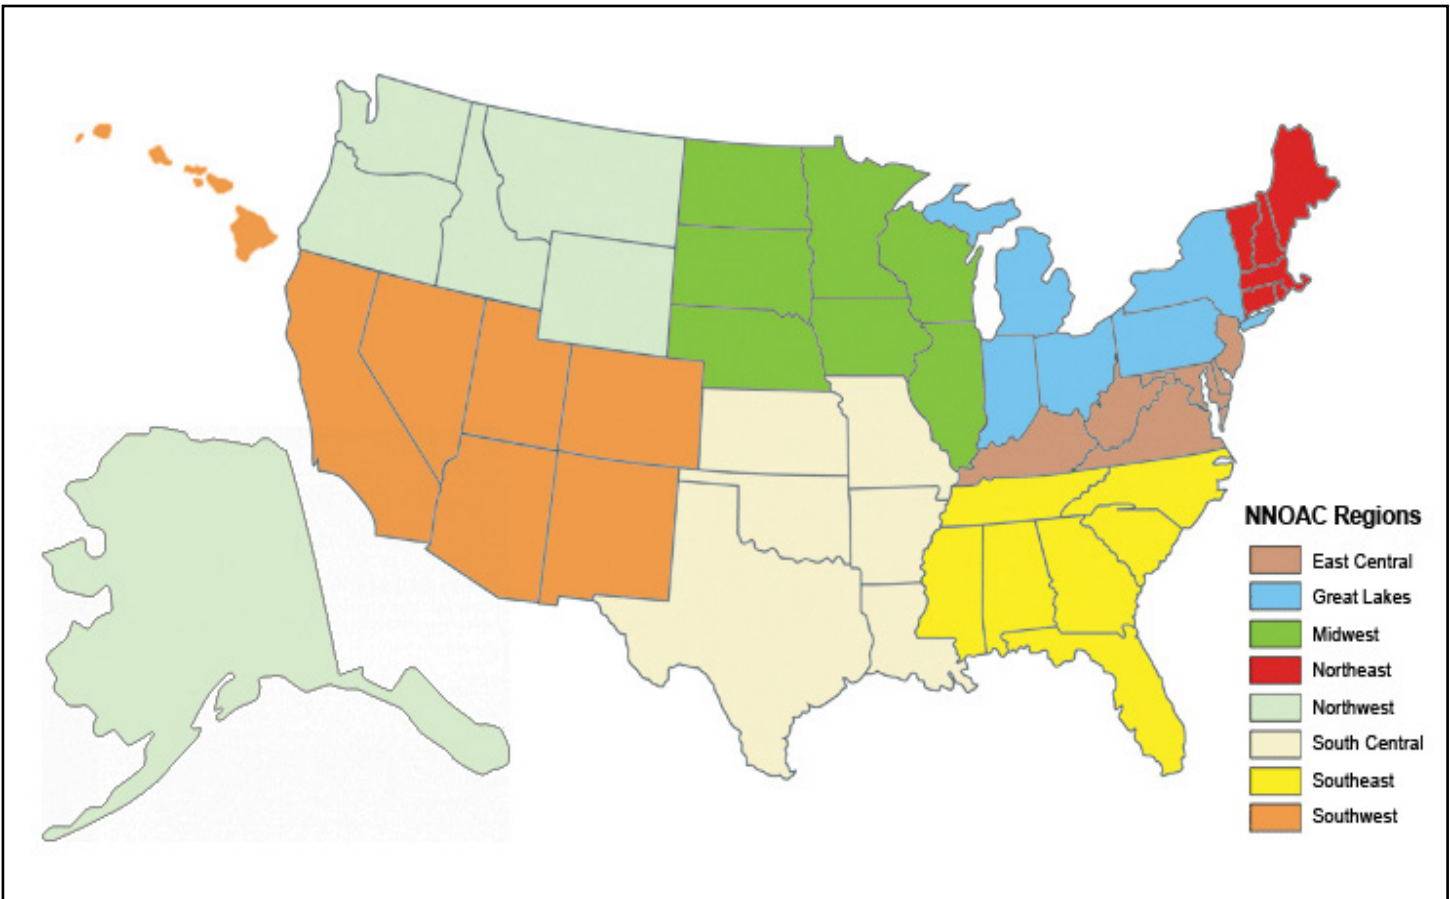 NNOAC Regions
East Central
Great Lakes
Midwest
Northeast
Northwest
South Central
Southeast
Southwest